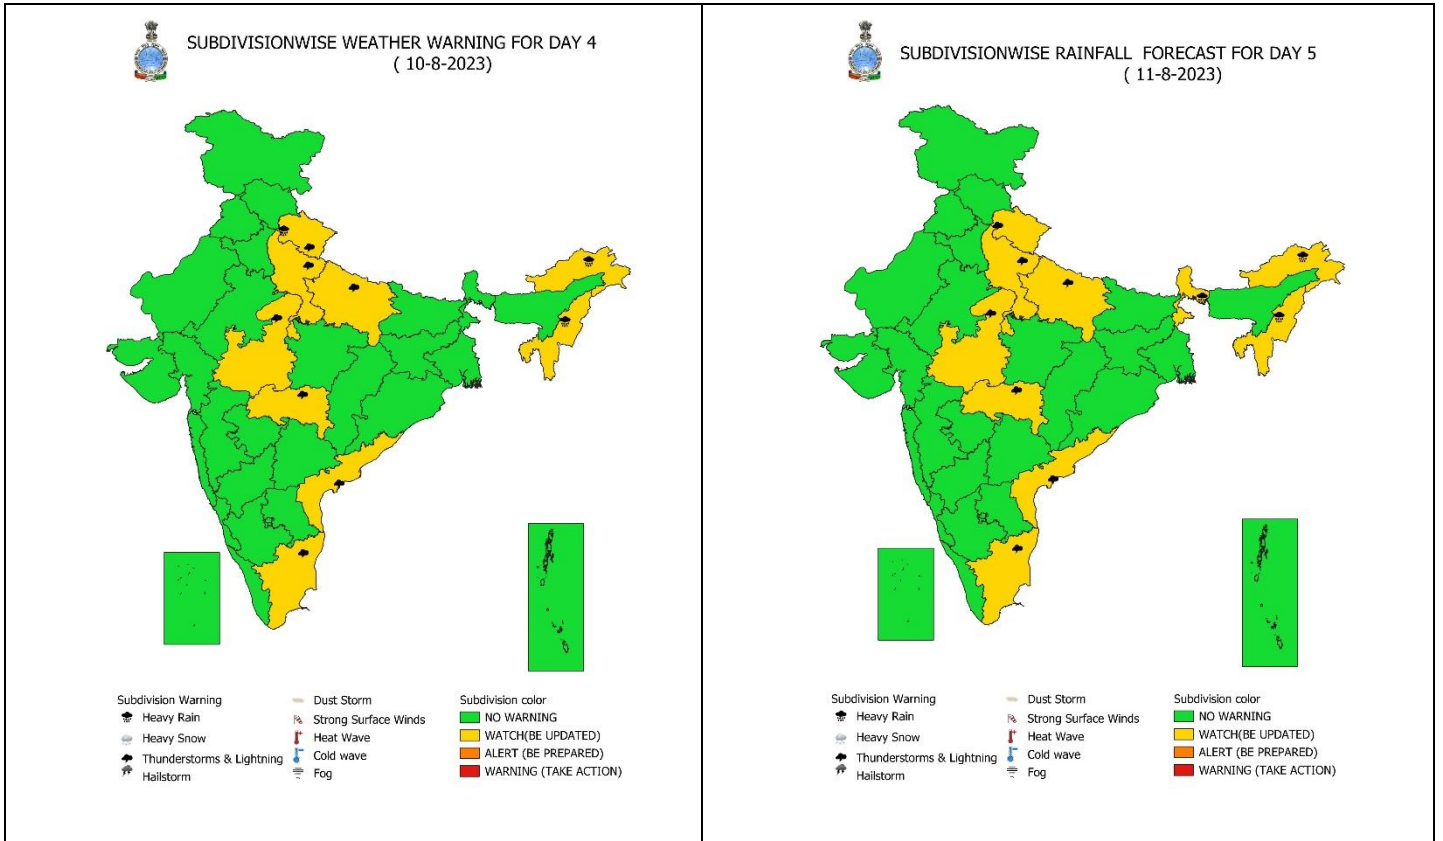 SUBDIVISIONWISE WEATHER WARNING FOR DAY 4
( 10-8-2023)
Subdivision Warning
Heavy Rain
Heavy Snow
Thunderstorms & Lightning
Hailstorm
Dust Storm
Strong Surface Winds
Heat Wave
Cold wave
Fog
Subdivision color
NO WARNING
WATCH(BE UPDATED)
ALERT (BE PREPARED)
WARNING (TAKE ACTION)
SUBDIVISIONWISE RAINFALL FORECAST FOR DAY 5
( 11-8-2023)
Subdivision Warning
Heavy Rain
Heavy Snow
Thunderstorms & Lightning
Hailstorm
Dust Storm
Strong Surface Winds
Heat Wave
Cold wave
Fog
Subdivision color
NO WARNING
WATCH(BE UPDATED)
ALERT (BE PREPARED)
WARNING (TAKE ACTION)